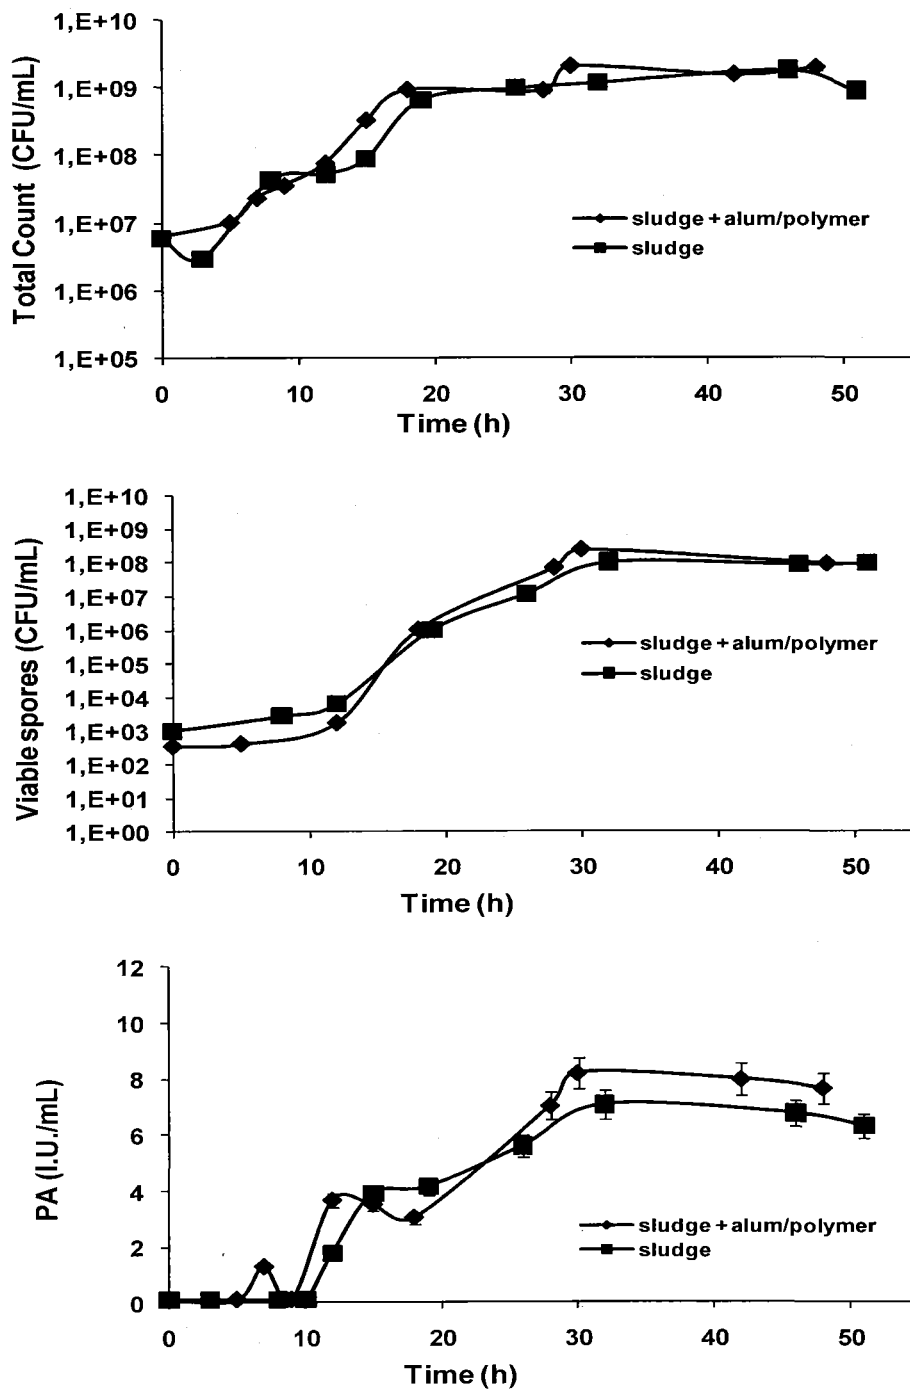 Total Count (CFU/mL)
1,E+10
1,E+09
1,E+08
1,E+07
1,E+06
1,E+05
sludge + alum/polymer
sludge
0 10 20 30 40 50
Time (h)
Viable spores (CFU/mL)
1,E+10
1,E+09
1,E+08
1,E+07
1,E+06
1,E+05
1,E+04
1,E+03
1,E+02
1,E+01
1,E+00
sludge + alum/polymer
sludge
0 10 20 30 40 50
Time (h)
PA (I.U./mL)
12
10
8
6
4
2
0
sludge + alum/polymer
sludge
0 10 20 30 40 50
Time (h)